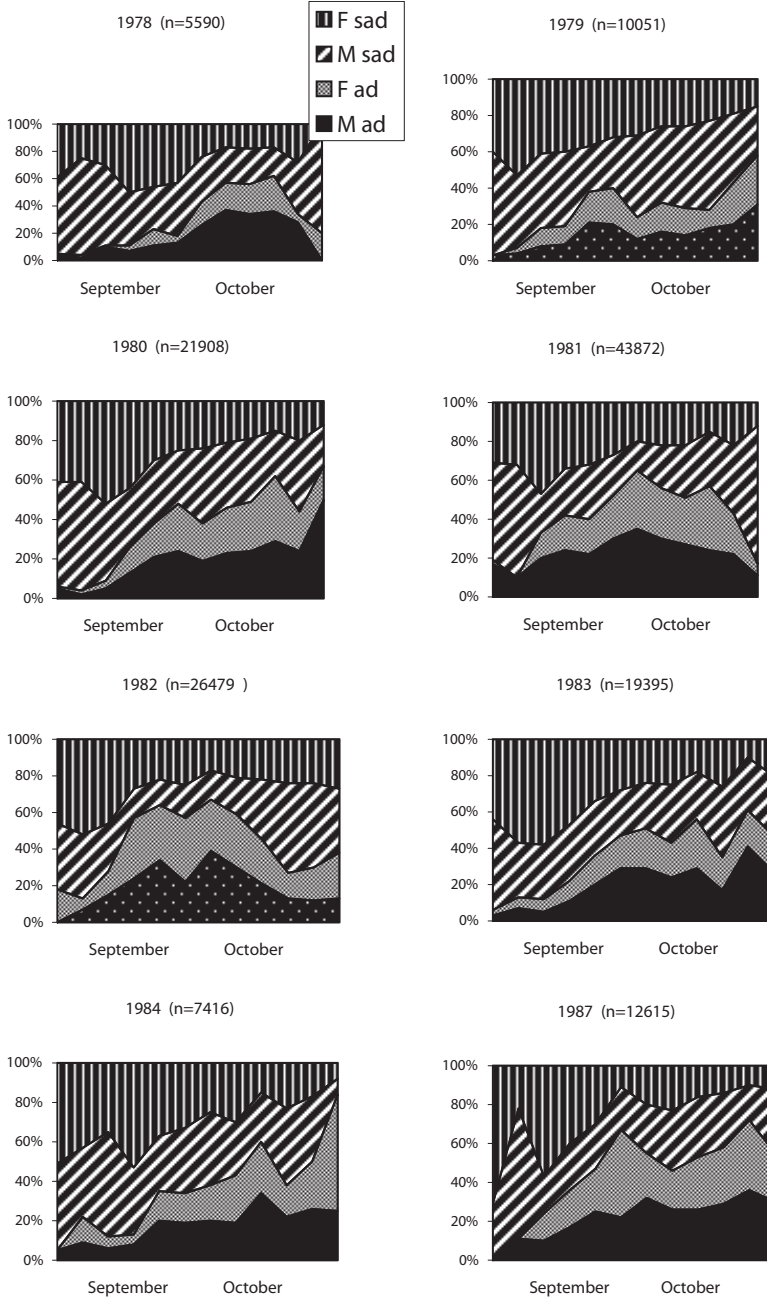 1978 (n=5590)
F sad
M sad
F ad
M ad
1979 (n=10051)
100%
80%
60%
40%
20%
0%
September October
100%
80%
60%
40%
20%
0%
September October
1980 (n=21908)
100%
80%
60%
40%
20%
0%
September October
1981 (n=43872)
100%
80%
60%
40%
20%
0%
September October
1982 (n=26479 )
100%
80%
60%
40%
20%
0%
September October
1983 (n=19395)
100%
80%
60%
40%
20%
0%
September October
1984 (n=7416)
100%
80%
60%
40%
20%
0%
September October
1987 (n=12615)
100%
80%
60%
40%
20%
0%
September October